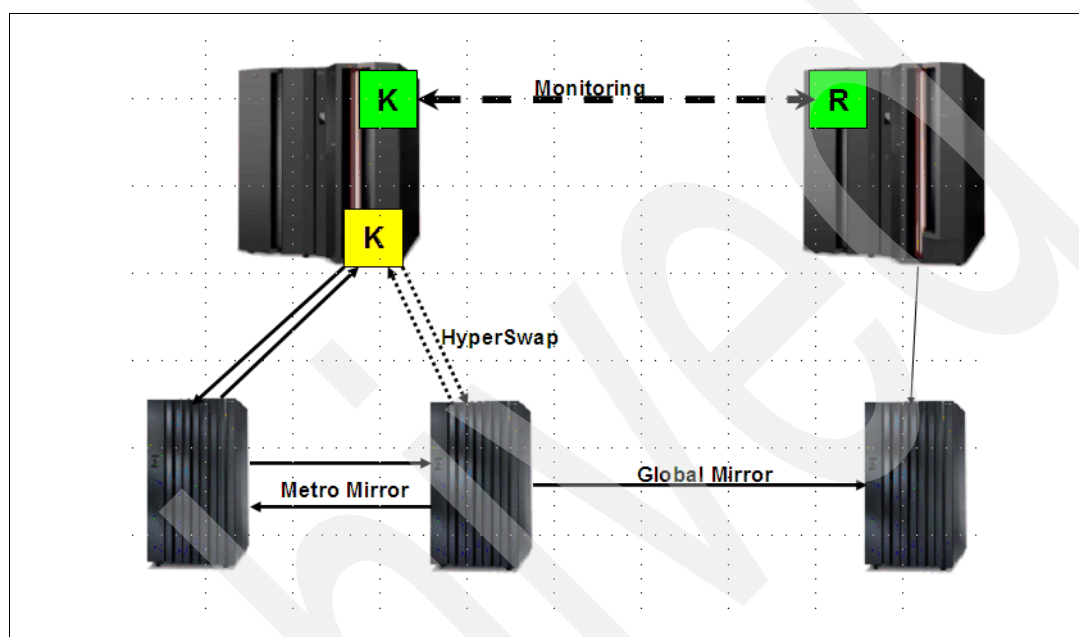 K
Monitoring
R
K
HyperSwap
Metro Mirror
Global Mirror